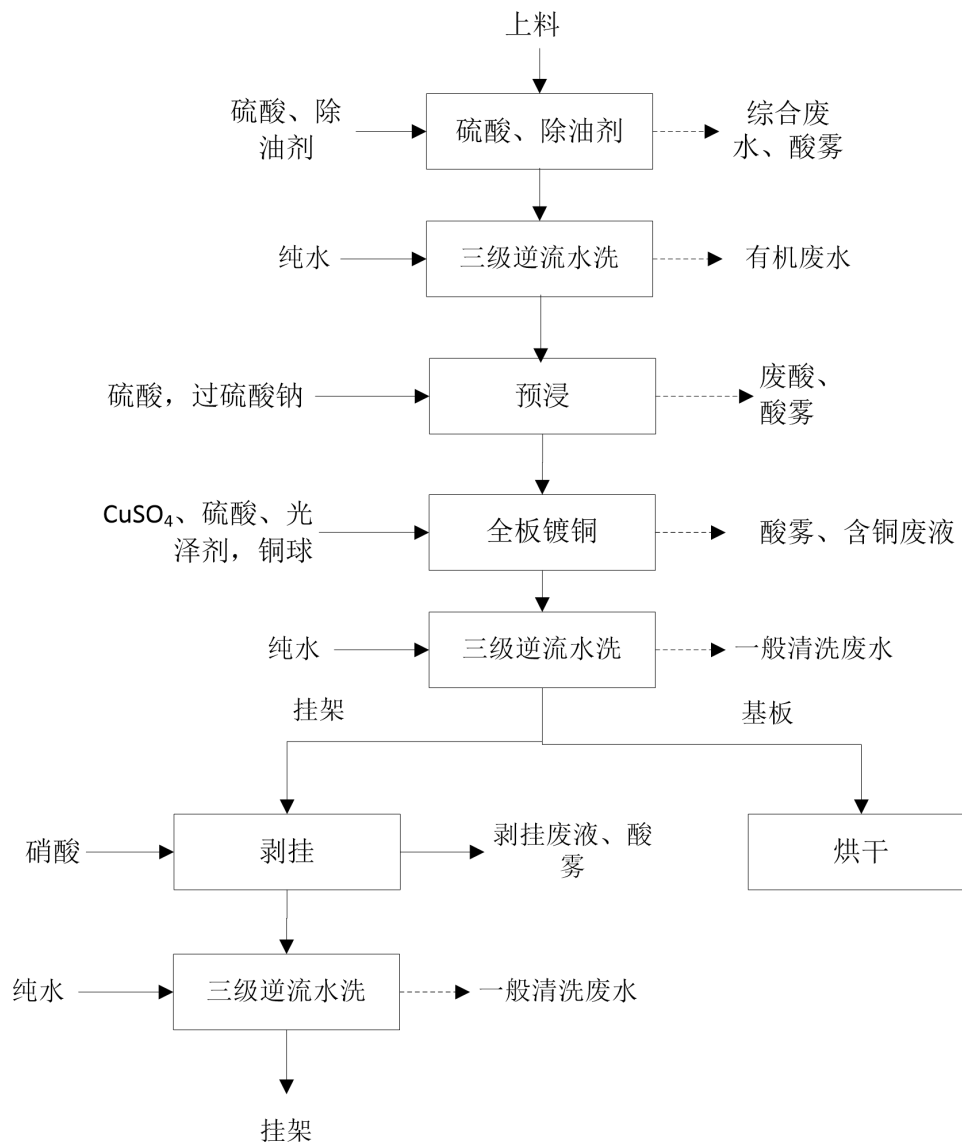 上料
硫酸、除
油剂
硫酸、除油剂
综合废
水、酸雾
纯水
三级逆流水洗
有机废水
硫酸，过硫酸钠
预浸
废酸、
酸雾
CuSO₄、硫酸、光
泽剂，铜球
全板镀铜
酸雾、含铜废液
纯水
三级逆流水洗
一般清洗废水
挂架
基板
硝酸
剥挂
剥挂废液、酸
雾
烘干
纯水
三级逆流水洗
一般清洗废水
挂架